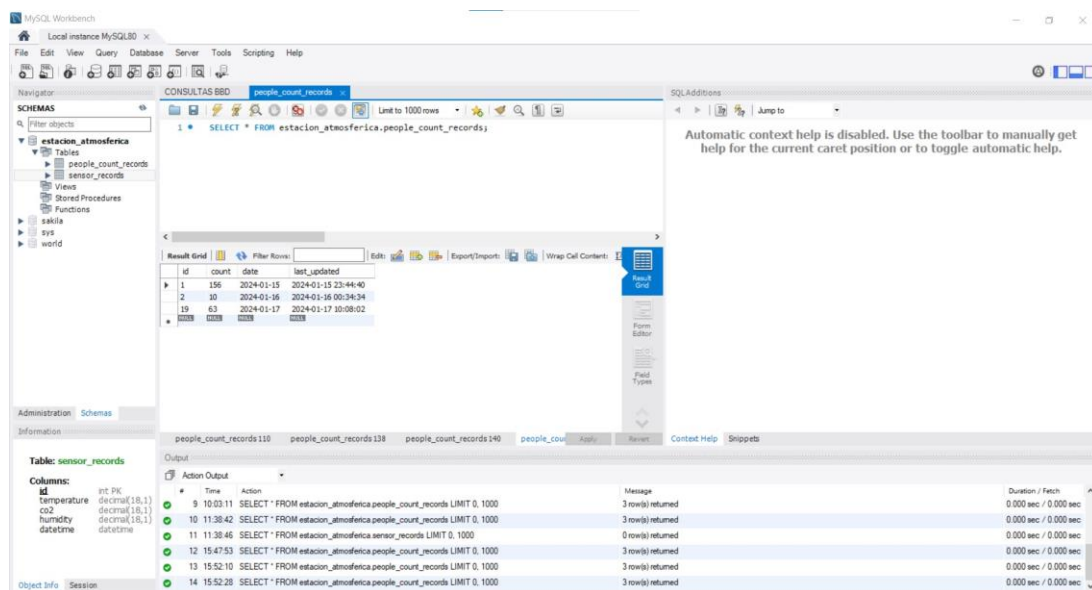 MySQL Workbench
Local instance MySQL80 ×
File Edit View Query Database Server Tools Scripting Help
Navigator
SCHEMAS
Filter objects
estacion_atmosferica
Tables
people_count_records
sensor_records
Views
Stored Procedures
Functions
sakila
sys
world
Administration Schemas
Information
Table: sensor_records
Columns:
id int PK
temperature decimal(18,1)
co2 decimal(18,1)
humidity decimal(18,1)
datetime datetime
Object Info Session
CONSULTAS BBD people_count_records ×
Limit to 1000 rows
1 SELECT * FROM estacion_atmosferica.people_count_records;
Result Grid Filter Rows: Edit: Export/Import: Wrap Cell Content:
id count date last_updated
1 156 2024-01-15 2024-01-15 23:44:40
2 10 2024-01-16 2024-01-16 00:34:34
19 63 2024-01-17 2024-01-17 10:08:02
NULL NULL NULL NULL
Result Grid
Form Editor
Field Types
people_count_records 110 people_count_records 138 people_count_records 140 people_cou Apply Revert
SQLAdditions
Jump to
Automatic context help is disabled. Use the toolbar to manually get
help for the current caret position or to toggle automatic help.
Context Help Snippets
Output
Action Output
# Time Action Message Duration / Fetch
9 10:03:11 SELECT * FROM estacion_atmosferica.people_count_records LIMIT 0, 1000 3 row(s) returned 0.000 sec / 0.000 sec
10 11:38:42 SELECT * FROM estacion_atmosferica.people_count_records LIMIT 0, 1000 3 row(s) returned 0.000 sec / 0.000 sec
11 11:38:46 SELECT * FROM estacion_atmosferica.sensor_records LIMIT 0, 1000 0 row(s) returned 0.000 sec / 0.000 sec
12 15:47:53 SELECT * FROM estacion_atmosferica.people_count_records LIMIT 0, 1000 3 row(s) returned 0.000 sec / 0.000 sec
13 15:52:10 SELECT * FROM estacion_atmosferica.people_count_records LIMIT 0, 1000 3 row(s) returned 0.000 sec / 0.000 sec
14 15:52:28 SELECT * FROM estacion_atmosferica.people_count_records LIMIT 0, 1000 3 row(s) returned 0.000 sec / 0.000 sec